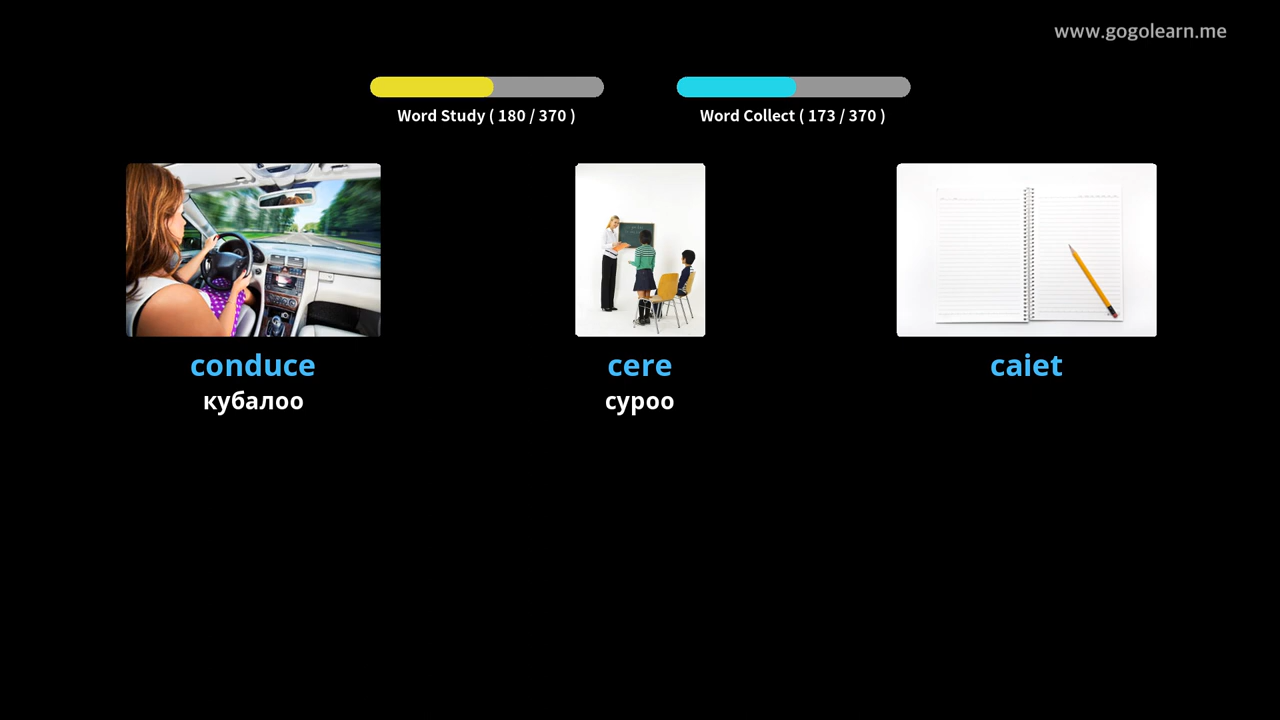 www.gogolearn.me
Word Study ( 180 / 370 )
Word Collect ( 173 / 370 )
conduce
cere
caiet
кубалоо
суроо